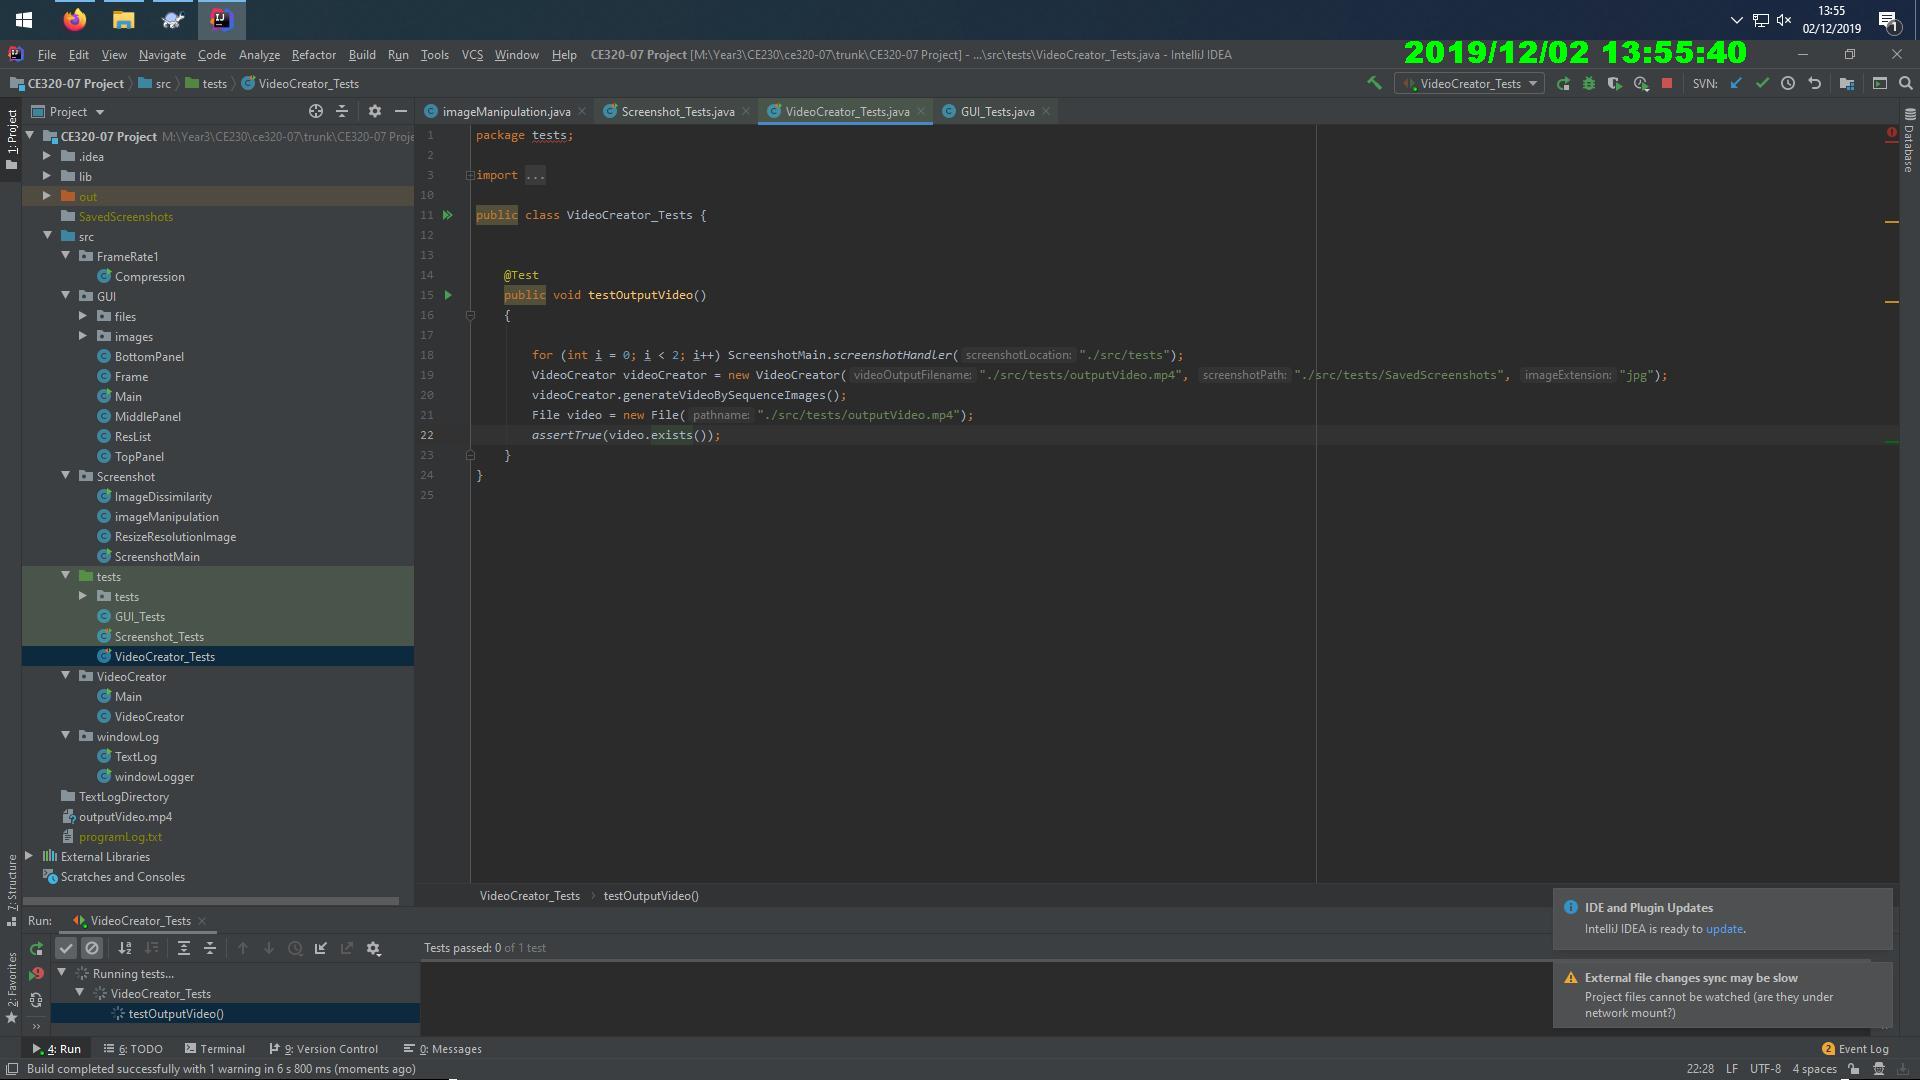 13:55
02/12/2019
1
File Edit View Navigate Code Analyze Refactor Build Run Tools VCS Window Help CE320-07 Project [M:\Year3\CE230\ce320-07\trunk\CE320-07 Project] - ...\src\tests\VideoCreator_Tests.java - IntelliJ IDEA
2019/12/02 13:55:40
CE320-07 Project src tests VideoCreator_Tests
VideoCreator_Tests SVN:
Project
imageManipulation.java Screenshot_Tests.java VideoCreator_Tests.java GUI_Tests.java
1: Project
Database
CE320-07 Project M:\Year3\CE230\ce320-07\trunk\CE320-07 Proje
.idea
lib
out
SavedScreenshots
src
FrameRate1
Compression
GUI
files
images
BottomPanel
Frame
Main
MiddlePanel
ResList
TopPanel
Screenshot
ImageDissimilarity
imageManipulation
ResizeResolutionImage
ScreenshotMain
tests
tests
GUI_Tests
Screenshot_Tests
VideoCreator_Tests
VideoCreator
Main
VideoCreator
windowLog
TextLog
windowLogger
TextLogDirectory
outputVideo.mp4
programLog.txt
External Libraries
Scratches and Consoles
1 package tests;
2
3 import ...
10
11 public class VideoCreator_Tests {
12
13
14 @Test
15 public void testOutputVideo()
16 {
17
18 for (int i = 0; i < 2; i++) ScreenshotMain.screenshotHandler( screenshotLocation: "./src/tests");
19 VideoCreator videoCreator = new VideoCreator( videoOutputFilename: "./src/tests/outputVideo.mp4", screenshotPath: "./src/tests/SavedScreenshots", imageExtension: "jpg");
20 videoCreator.generateVideoBySequenceImages();
21 File video = new File( pathname: "./src/tests/outputVideo.mp4");
22 assertTrue(video.exists());
23 }
24 }
25
VideoCreator_Tests testOutputVideo()
7: Structure
2: Favorites
Run: VideoCreator_Tests
Tests passed: 0 of 1 test
Running tests...
VideoCreator_Tests
testOutputVideo()
IDE and Plugin Updates
IntelliJ IDEA is ready to update.
External file changes sync may be slow
Project files cannot be watched (are they under
network mount?)
4: Run 6: TODO Terminal 9: Version Control 0: Messages
2 Event Log
Build completed successfully with 1 warning in 6 s 800 ms (moments ago)
22:28 LF UTF-8 4 spaces